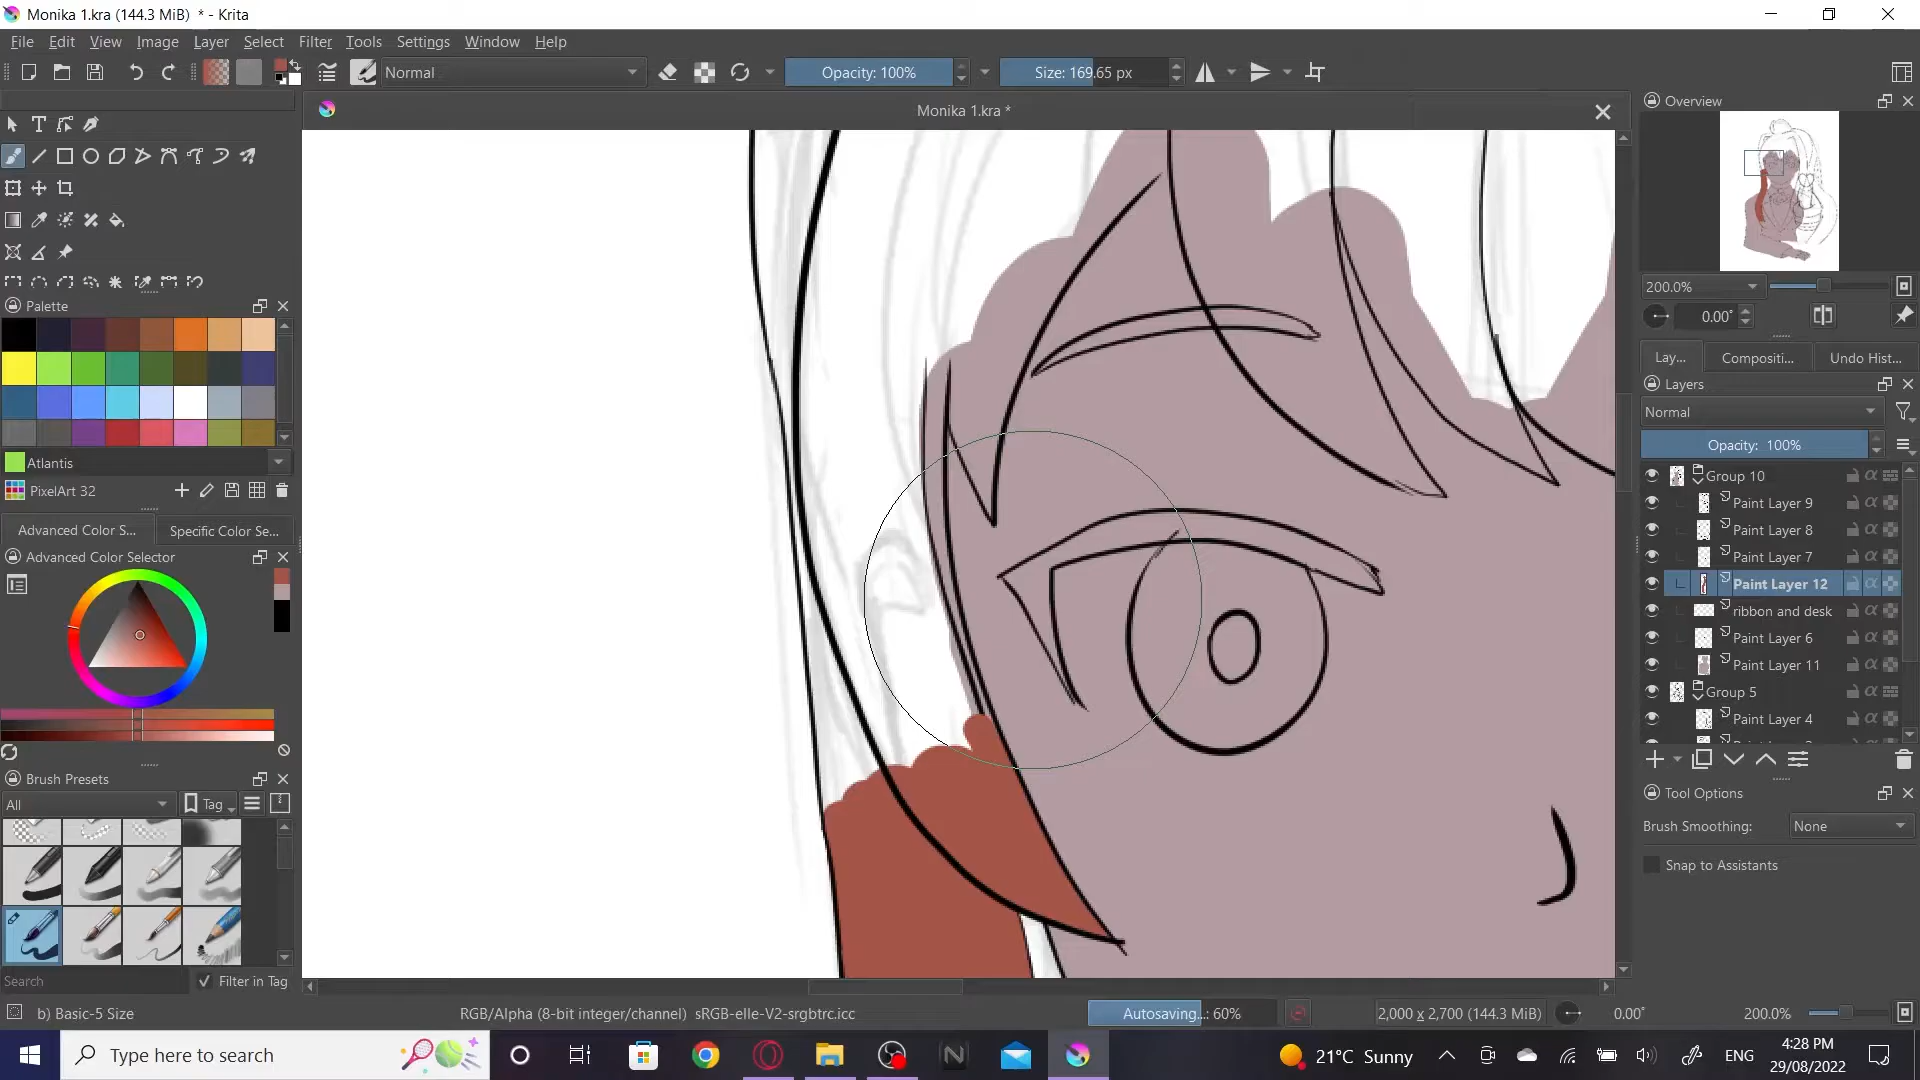 Monika 1.kra (144.3 MiB) * - Krita
File Edit View Image Layer Select Filter Tools Settings Window Help
Normal Opacity: 100% Size: 169.65 px
Monika 1.kra *
Overview
200.0%
0.00°
Palette
Atlantis
PixelArt 32
Advanced Color S... Specific Color Se...
Advanced Color Selector
Brush Presets
All Tag
Search Filter in Tag
Lay... Compositi... Undo Hist...
Layers
Normal
Opacity: 100%
Group 10
Paint Layer 9
Paint Layer 8
Paint Layer 7
Paint Layer 12
ribbon and desk
Paint Layer 6
Paint Layer 11
Group 5
Paint Layer 4
Tool Options
Brush Smoothing: None
Snap to Assistants
b) Basic-5 Size RGB/Alpha (8-bit integer/channel) sRGB-elle-V2-srgbtrc.icc Autosaving...: 60% 2,000 x 2,700 (144.3 MiB) 0.00° 200.0%
Type here to search 21°C Sunny ENG 4:28 PM
29/08/2022